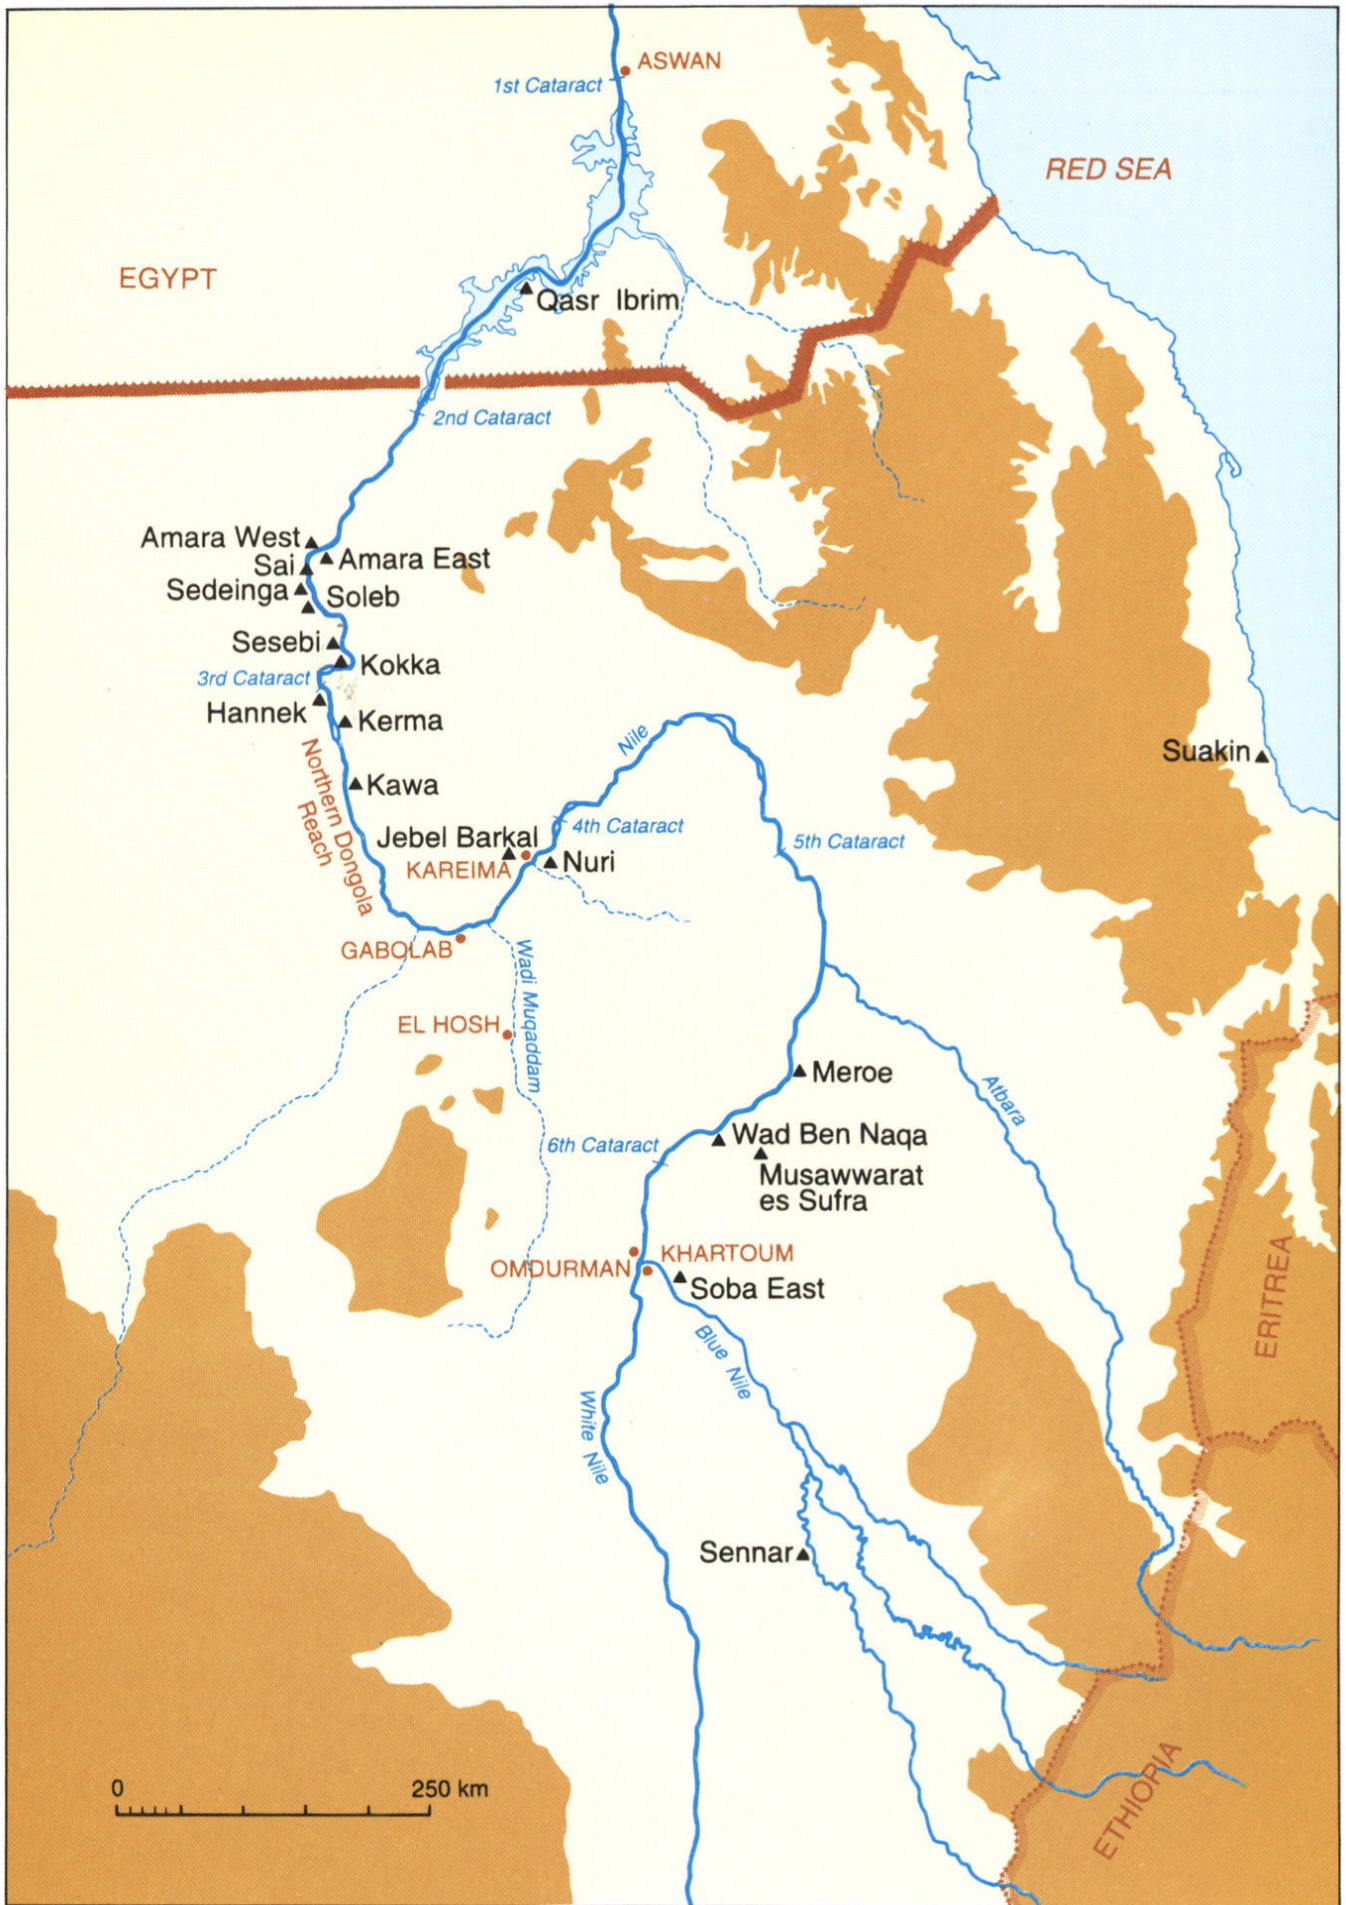 ASWAN
1st Cataract
RED SEA
EGYPT
Qasr Ibrim
2nd Cataract
Amara West
Amara East
Sai
Sedeinga
Soleb
Sesebi
Kokka
3rd Cataract
Hannek
Kerma
Northern Dongola
Reach
Kawa
Nile
Suakin
4th Cataract
Jebel Barkal
KAREIMA
Nuri
5th Cataract
GABOLAB
Wadi Muqaddam
EL HOSH
Meroe
Atbara
Wad Ben Naqa
6th Cataract
Musawwarat
es Sufra
KHARTOUM
OMDURMAN
Soba East
ERITREA
Blue Nile
White Nile
Sennar
ETHIOPIA
0 250 km